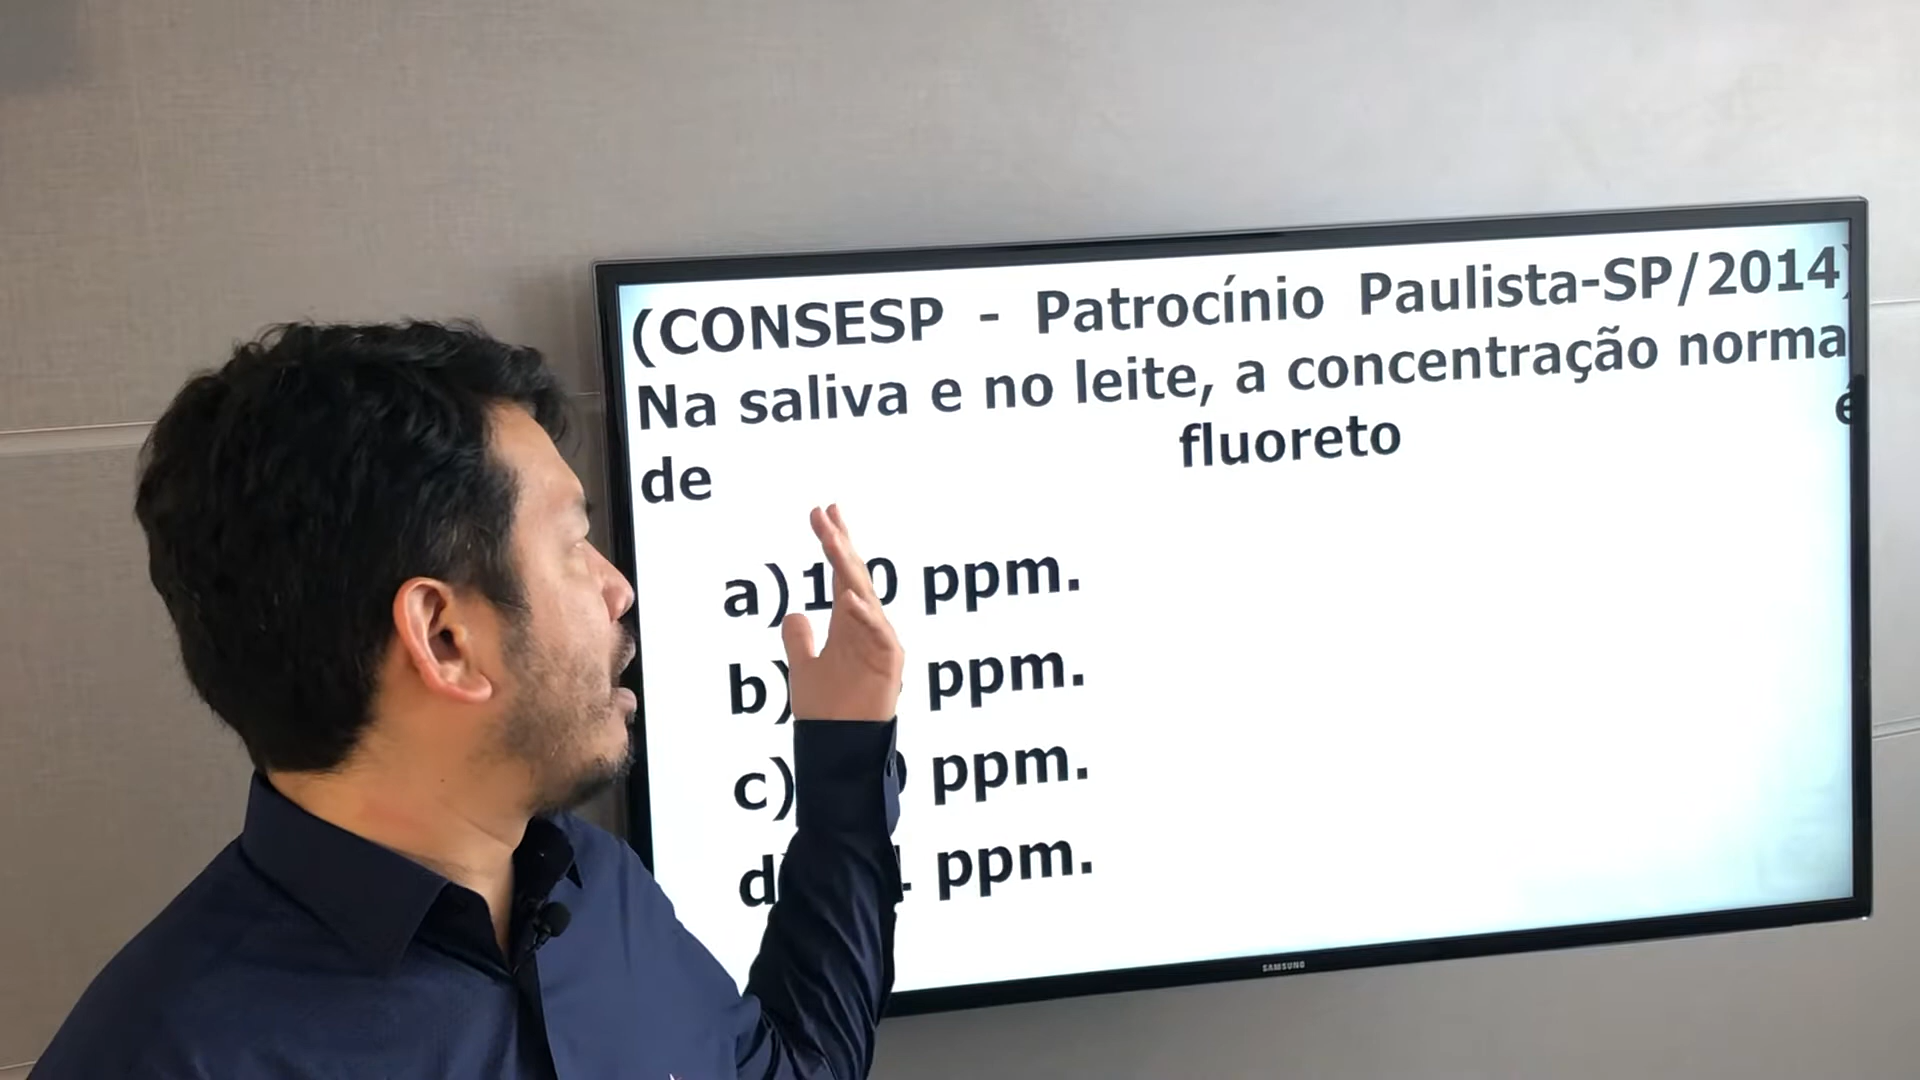 (CONSESP - Patrocínio Paulista-SP/2014)
Na saliva e no leite, a concentração norma
de fluoreto é
a) ppm.
b) ppm.
c) ppm.
d ppm.
SAMSUNG